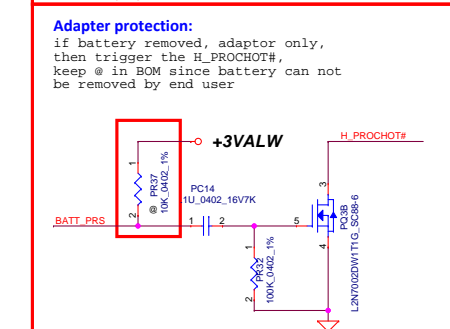 Adapter protection:
if battery removed, adaptor only,
then trigger the H_PROCHOT#,
keep @ in BOM since battery can not
be removed by end user
+3VALW
H_PROCHOT#
1
@ PR37
10K_0402_1%
2
PC14
.1U_0402_16V7K
BATT_PRS
1
2
5
3
4
PQ3B
L2N7002DW1T1G_SC88-6
1
PR32
100K_0402_1%
2